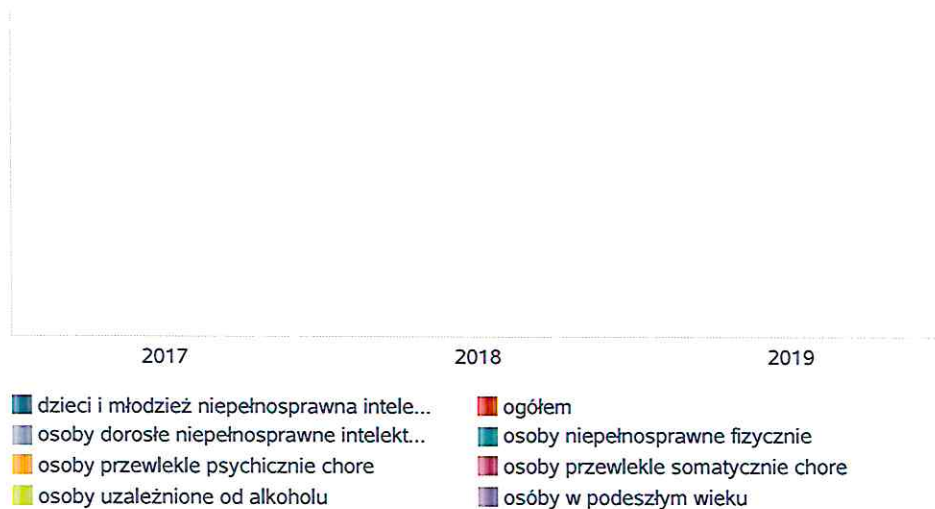 2017 2018 2019
dzieci i młodzież niepełnosprawna intele... ogółem
osoby dorosłe niepełnosprawne intelekt... osoby niepełnosprawne fizycznie
osoby przewlekle psychicznie chore osoby przewlekle somatycznie chore
osoby uzależnione od alkoholu osóby w podeszłym wieku